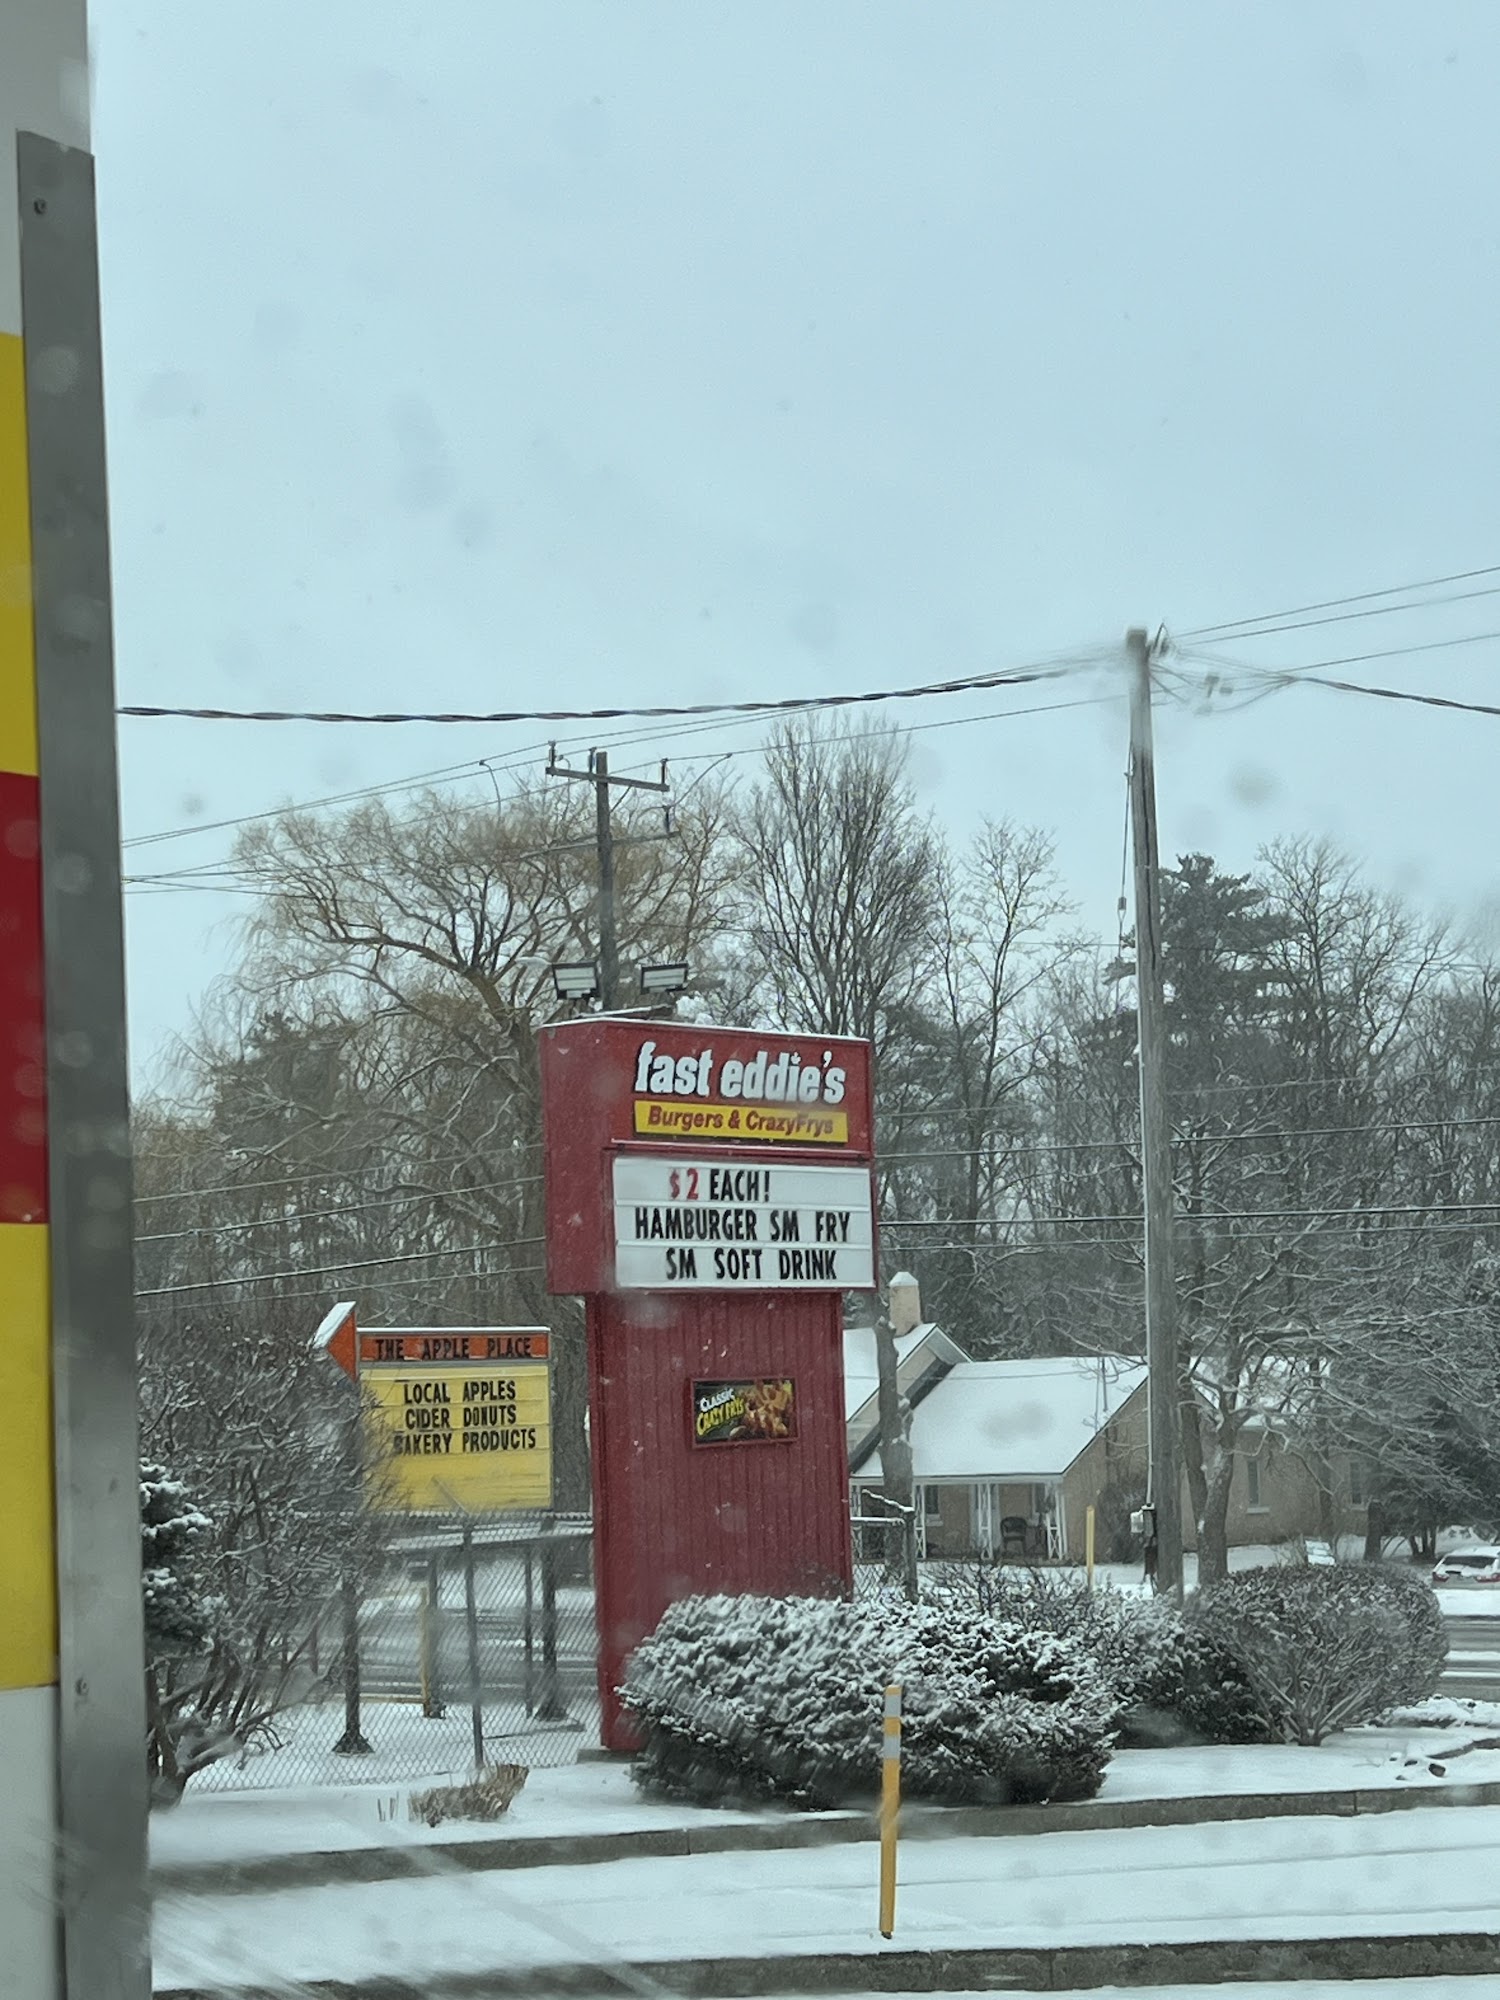 fast eddie's
Burgers & CrazyFrys
$2 EACH!
HAMBURGER SM FRY
SM SOFT DRINK
CLASSIC
CRAZY FRYS
THE APPLE PLACE
LOCAL APPLES
CIDER DONUTS
BAKERY PRODUCTS